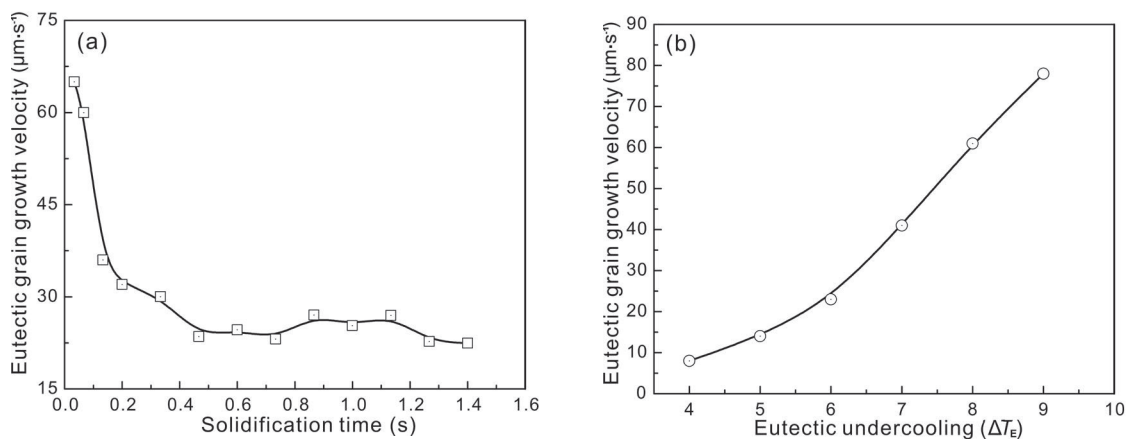 (a)
Eutectic grain growth velocity (μm·s⁻¹)
75
60
45
30
15
0.0 0.2 0.4 0.6 0.8 1.0 1.2 1.4 1.6
Solidification time (s)
(b)
Eutectic grain growth velocity (μm·s⁻¹)
90
80
70
60
50
40
30
20
10
0
4 5 6 7 8 9 10
Eutectic undercooling (ΔT_E)